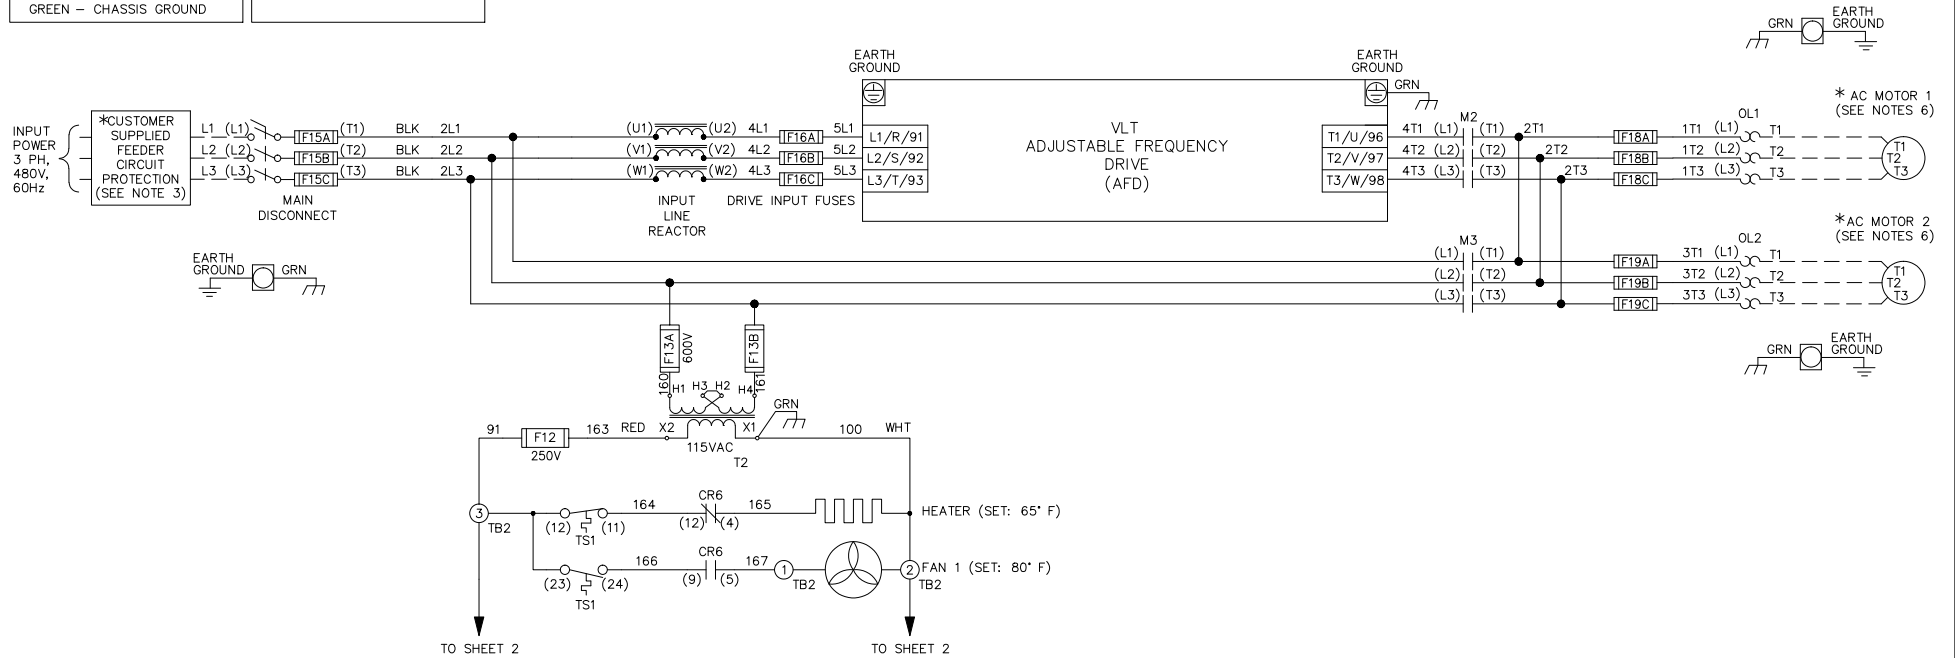 GREEN – CHASSIS GROUND
GRN
EARTH
GROUND
INPUT
POWER
3 PH,
480V,
60Hz
*CUSTOMER
SUPPLIED
FEEDER
CIRCUIT
PROTECTION
(SEE NOTE 3)
L1 (L1) F15A (T1) BLK 2L1
L2 (L2) F15B (T2) BLK 2L2
L3 (L3) F15C (T3) BLK 2L3
MAIN
DISCONNECT
(U1) (U2) 4L1 F16A 5L1
(V1) (V2) 4L2 F16B 5L2
(W1) (W2) 4L3 F16C 5L3
INPUT
LINE
REACTOR
DRIVE INPUT FUSES
EARTH
GROUND
L1/R/91
L2/S/92
L3/T/93
VLT
ADJUSTABLE FREQUENCY
DRIVE
(AFD)
EARTH
GROUND
GRN
T1/U/96
T2/V/97
T3/W/98
M2
4T1 (L1) (T1) 2T1
4T2 (L2) (T2) 2T2
4T3 (L3) (T3) 2T3
OL1
F18A 1T1 (L1) T1
F18B 1T2 (L2) T2
F18C 1T3 (L3) T3
* AC MOTOR 1
(SEE NOTES 6)
T1
T2
T3
EARTH
GROUND
GRN
M3
(L1) (T1)
(L2) (T2)
(L3) (T3)
OL2
F19A 3T1 (L1) T1
F19B 3T2 (L2) T2
F19C 3T3 (L3) T3
*AC MOTOR 2
(SEE NOTES 6)
T1
T2
T3
GRN
EARTH
GROUND
F13A
600V
F13B
160
161
H1 H3 H2 H4
GRN
91 F12 163 RED X2 X1 100 WHT
250V
115VAC
T2
3
TB2
(12) TS1 (11) 164 CR6 (12) (4) 165
HEATER (SET: 65° F)
(23) TS1 (24) 166 CR6 (9) (5) 167 1 TB2
2 TB2
FAN 1 (SET: 80° F)
TO SHEET 2
TO SHEET 2